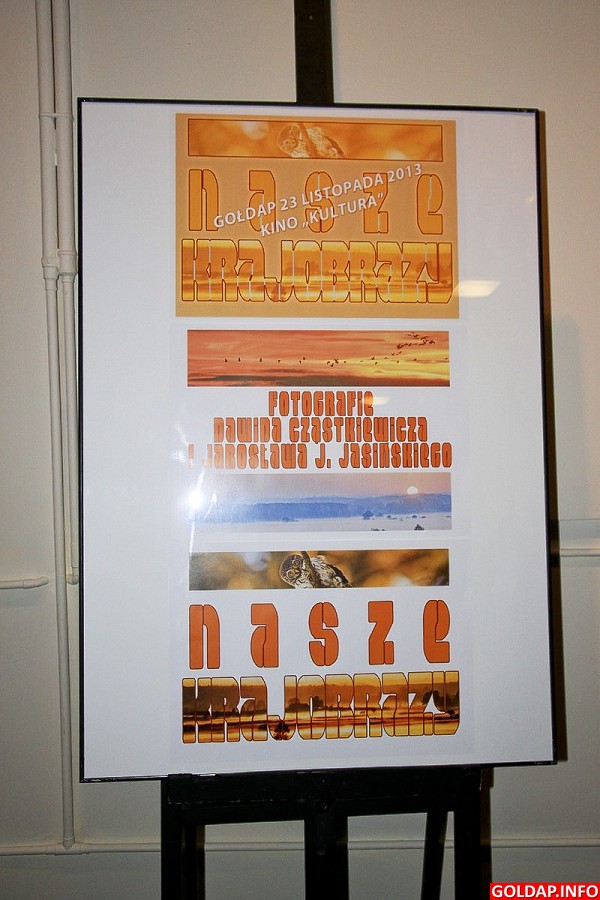 nasze
GOŁDAP 23 LISTOPADA 2013
KINO „KULTURA"
KRAJOBRAZY
FOTOGRAFIE
DAWIDA CZĄSTKIEWICZA
I JAROSŁAWA J. JASIŃSKIEGO
nasze
KRAJOBRAZY
GOLDAP.INFO